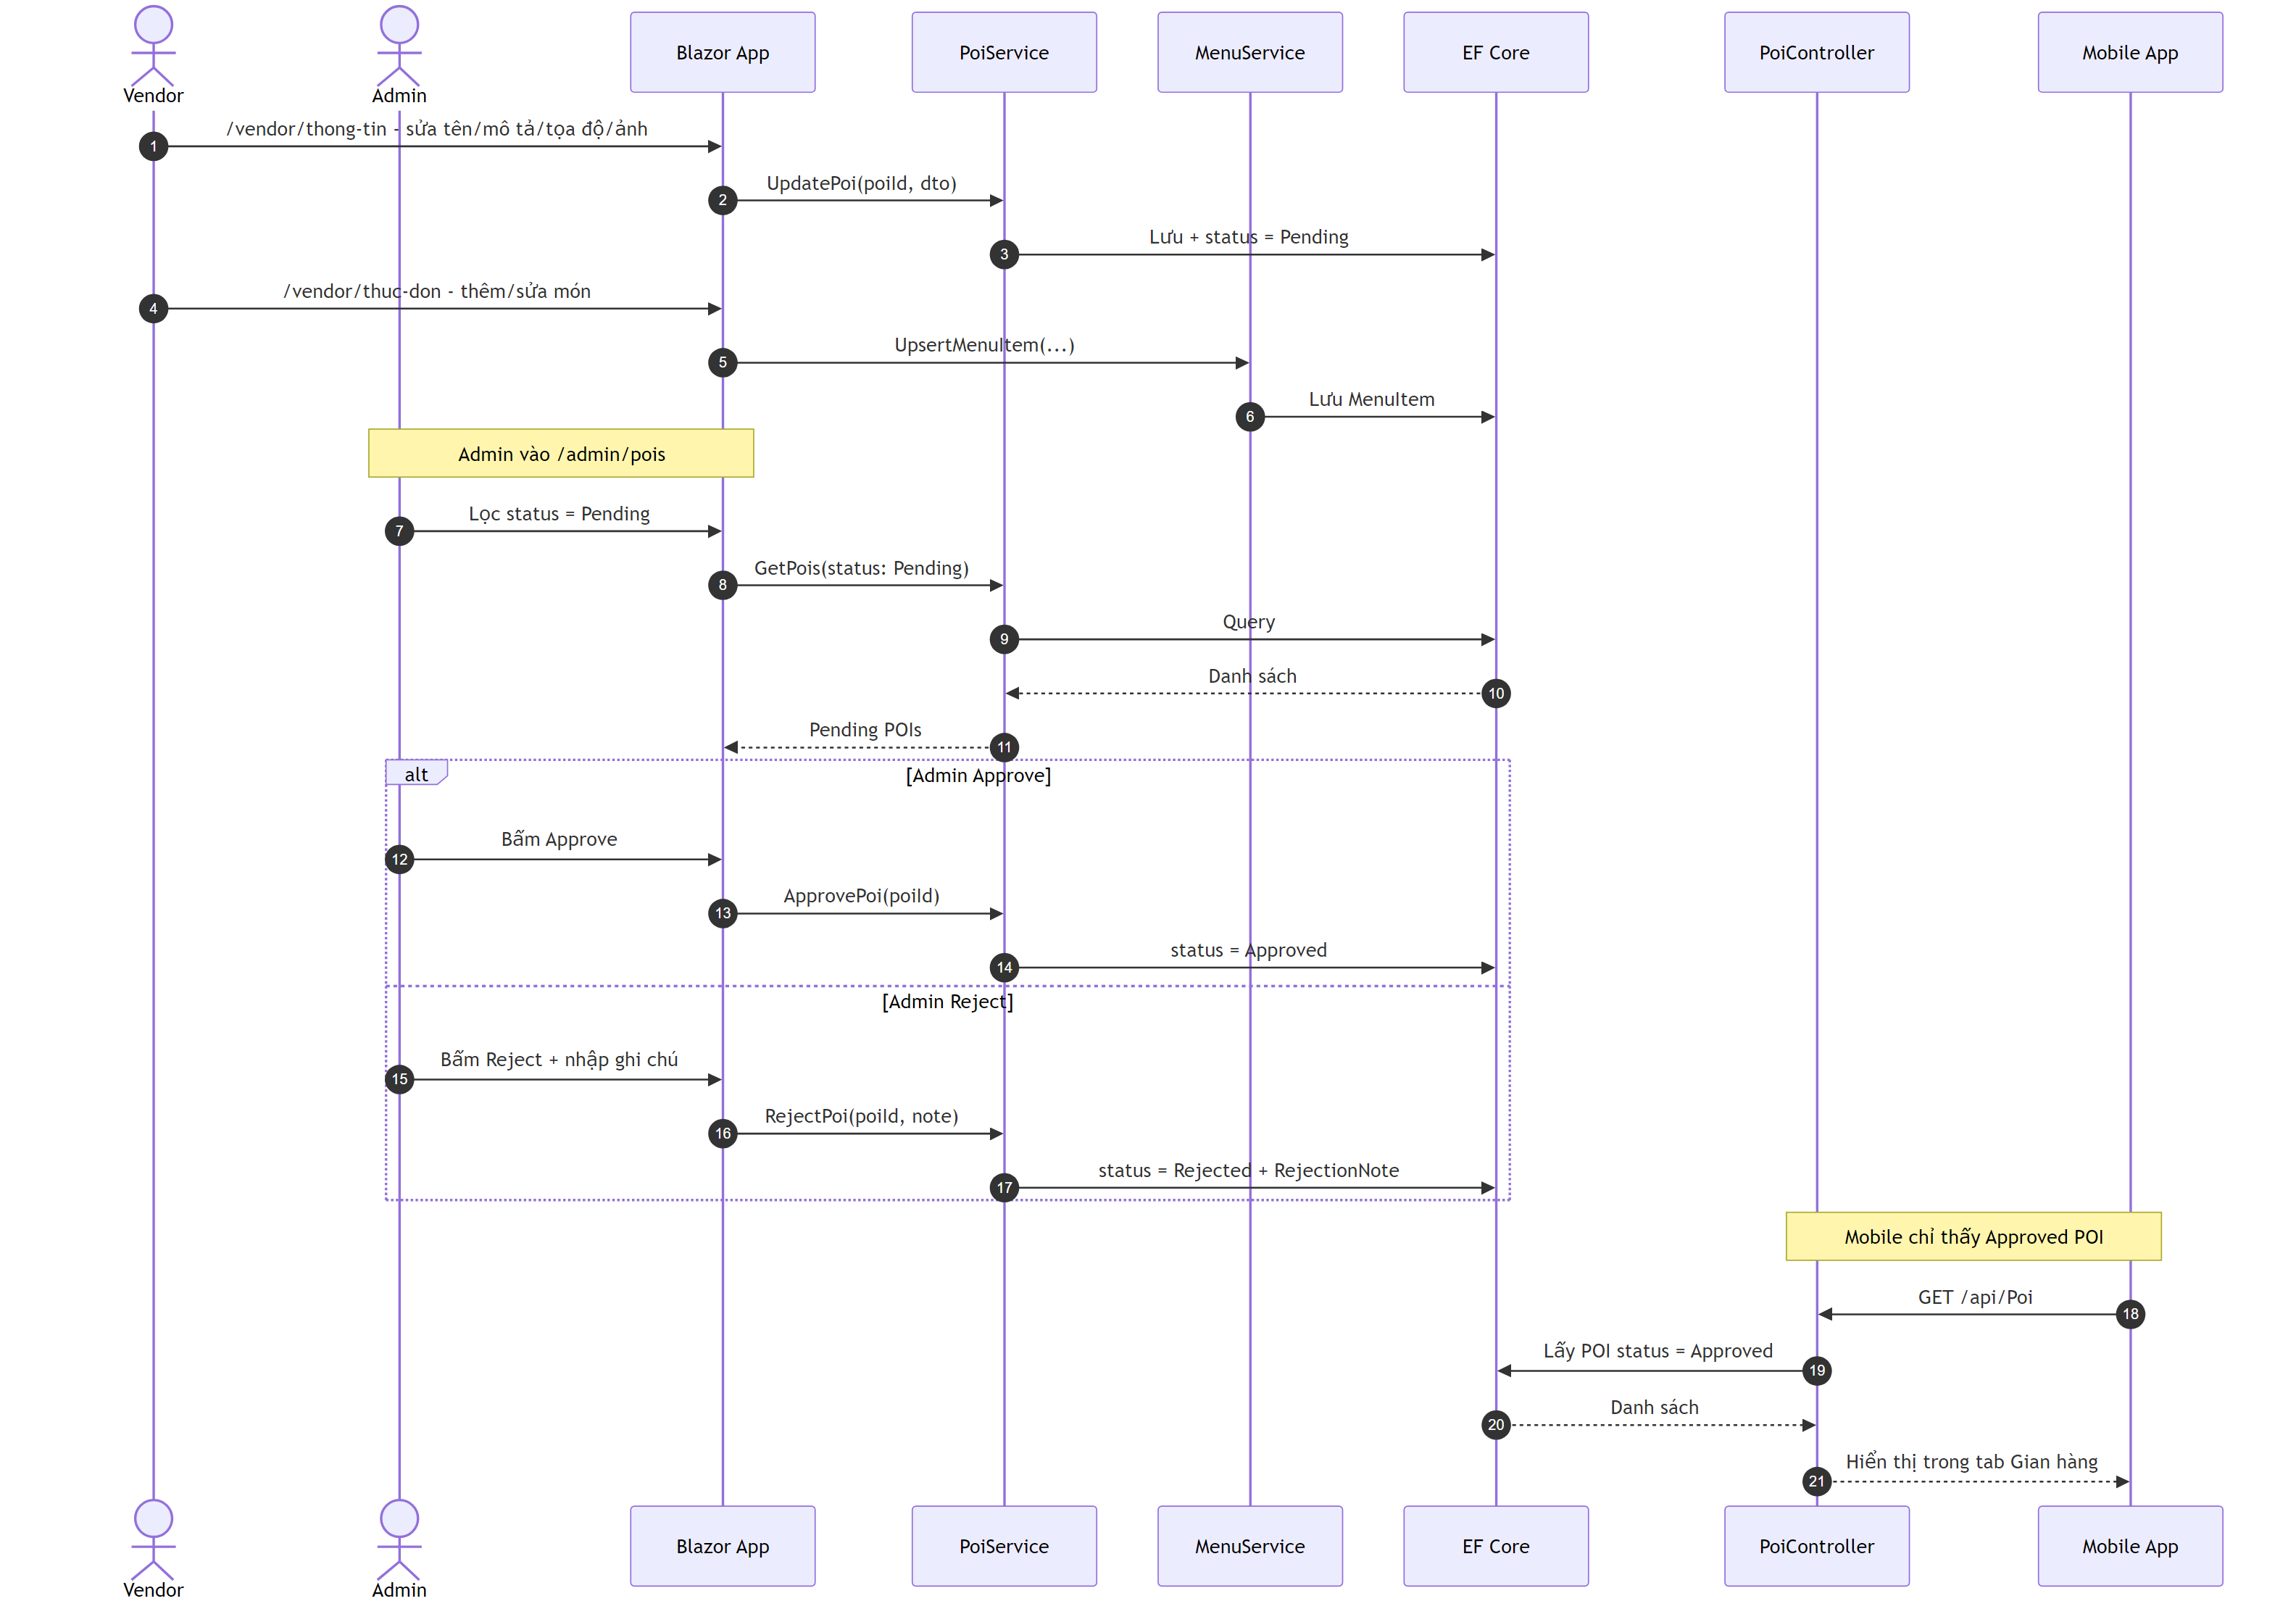 Vendor
Admin
Blazor App
PoiService
MenuService
EF Core
PoiController
Mobile App
1
/vendor/thong-tin - sửa tên/mô tả/tọa độ/ảnh
2
UpdatePoi(poiId, dto)
3
Lưu + status = Pending
4
/vendor/thuc-don - thêm/sửa món
5
UpsertMenuItem(...)
6
Lưu MenuItem
Admin vào /admin/pois
7
Lọc status = Pending
8
GetPois(status: Pending)
9
Query
Danh sách
10
Pending POIs
11
alt
[Admin Approve]
12
Bấm Approve
13
ApprovePoi(poiId)
14
status = Approved
[Admin Reject]
15
Bấm Reject + nhập ghi chú
16
RejectPoi(poiId, note)
17
status = Rejected + RejectionNote
Mobile chỉ thấy Approved POI
GET /api/Poi
18
Lấy POI status = Approved
19
20
Danh sách
21
Hiển thị trong tab Gian hàng
Vendor
Admin
Blazor App
PoiService
MenuService
EF Core
PoiController
Mobile App